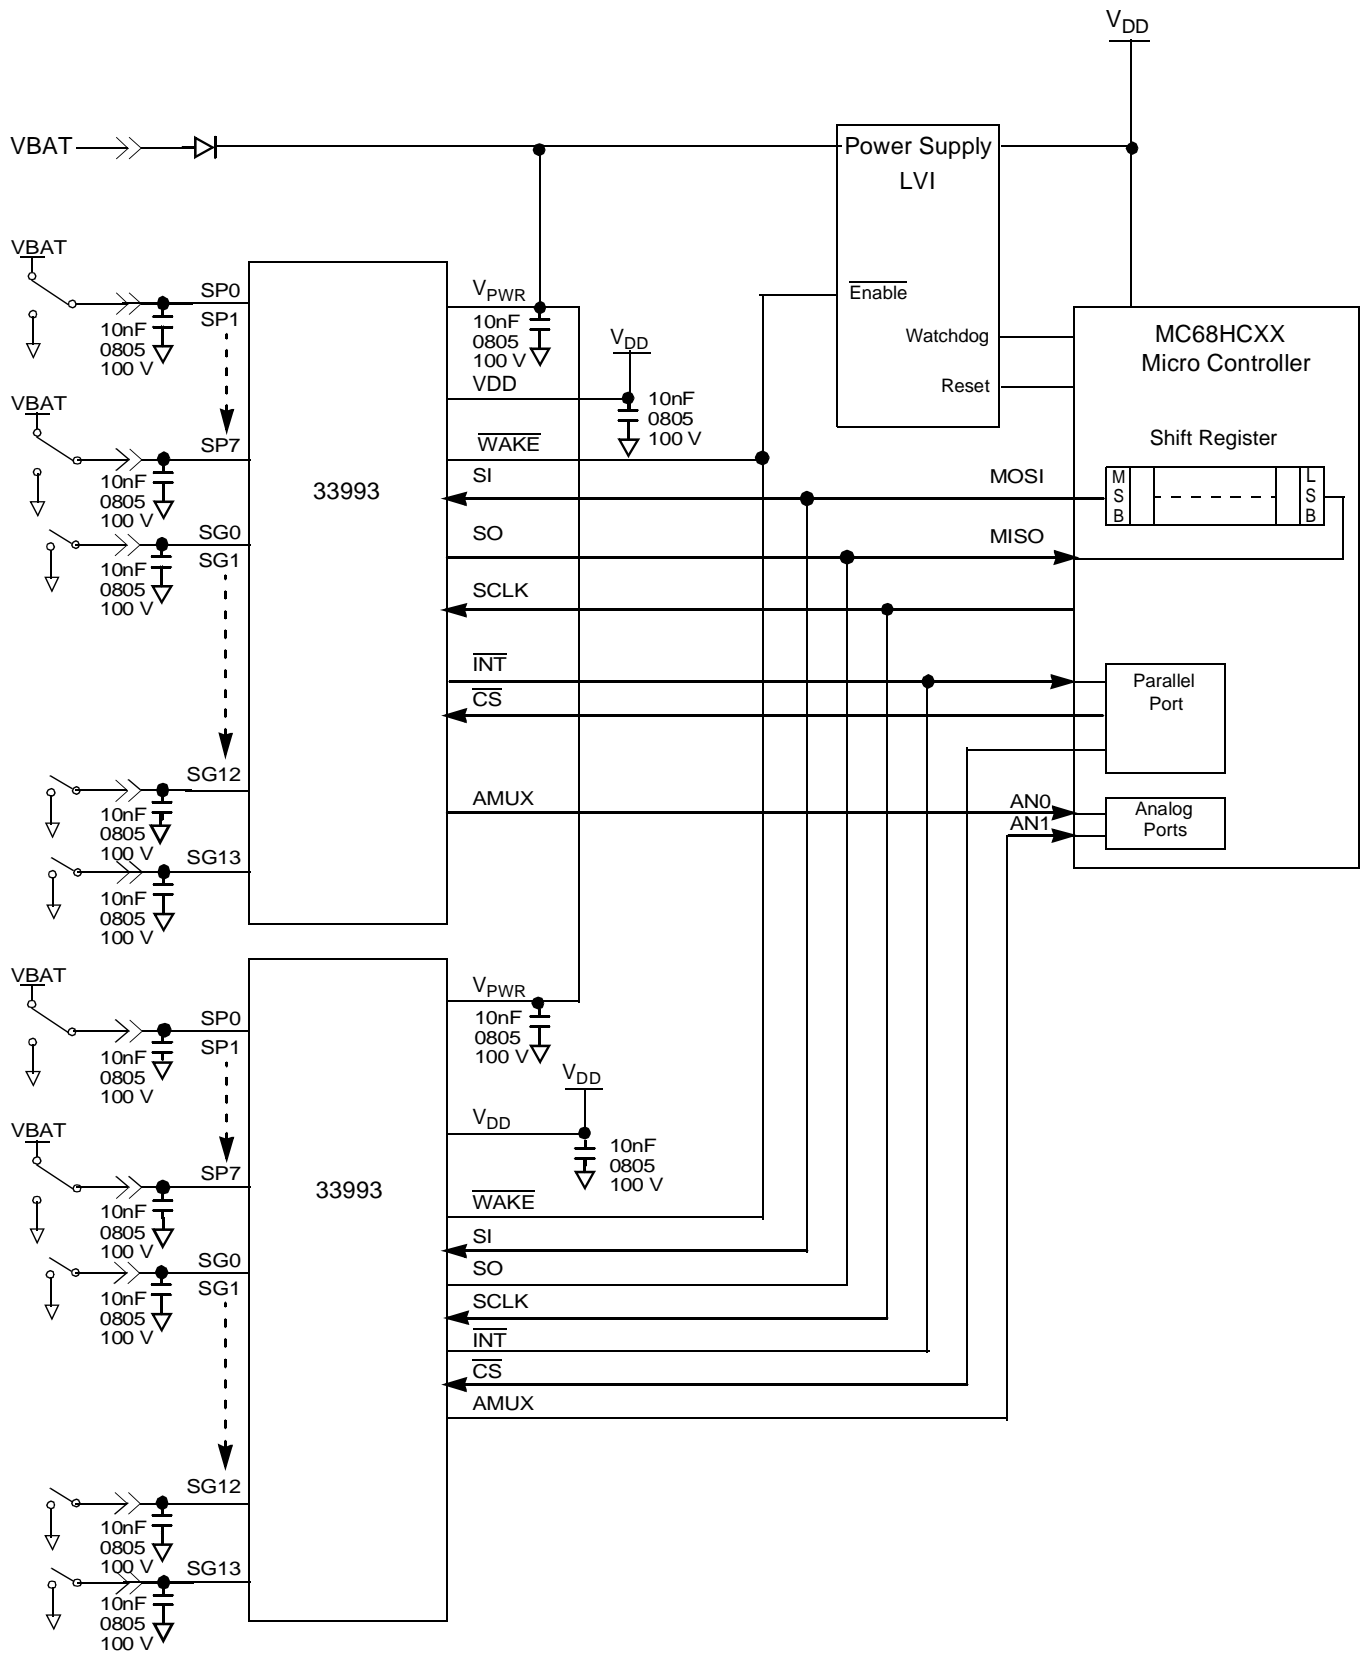 VDD
VBAT
Power Supply
LVI
Enable
Watchdog
Reset
MC68HCXX
Micro Controller
Shift Register
M
S
B
L
S
B
MOSI
MISO
Parallel
Port
AN0
AN1
Analog
Ports
VBAT
SP0
SP1
10nF
0805
100 V
VBAT
SP7
10nF
0805
100 V
SG0
SG1
10nF
0805
100 V
SG12
10nF
0805
100 V
SG13
10nF
0805
100 V
33993
VPWR
10nF
0805
100 V
VDD
VDD
10nF
0805
100 V
WAKE
SI
SO
SCLK
INT
CS
AMUX
VBAT
SP0
SP1
10nF
0805
100 V
VBAT
SP7
10nF
0805
100 V
SG0
SG1
10nF
0805
100 V
SG12
10nF
0805
100 V
SG13
10nF
0805
100 V
33993
VPWR
10nF
0805
100 V
VDD
VDD
10nF
0805
100 V
WAKE
SI
SO
SCLK
INT
CS
AMUX